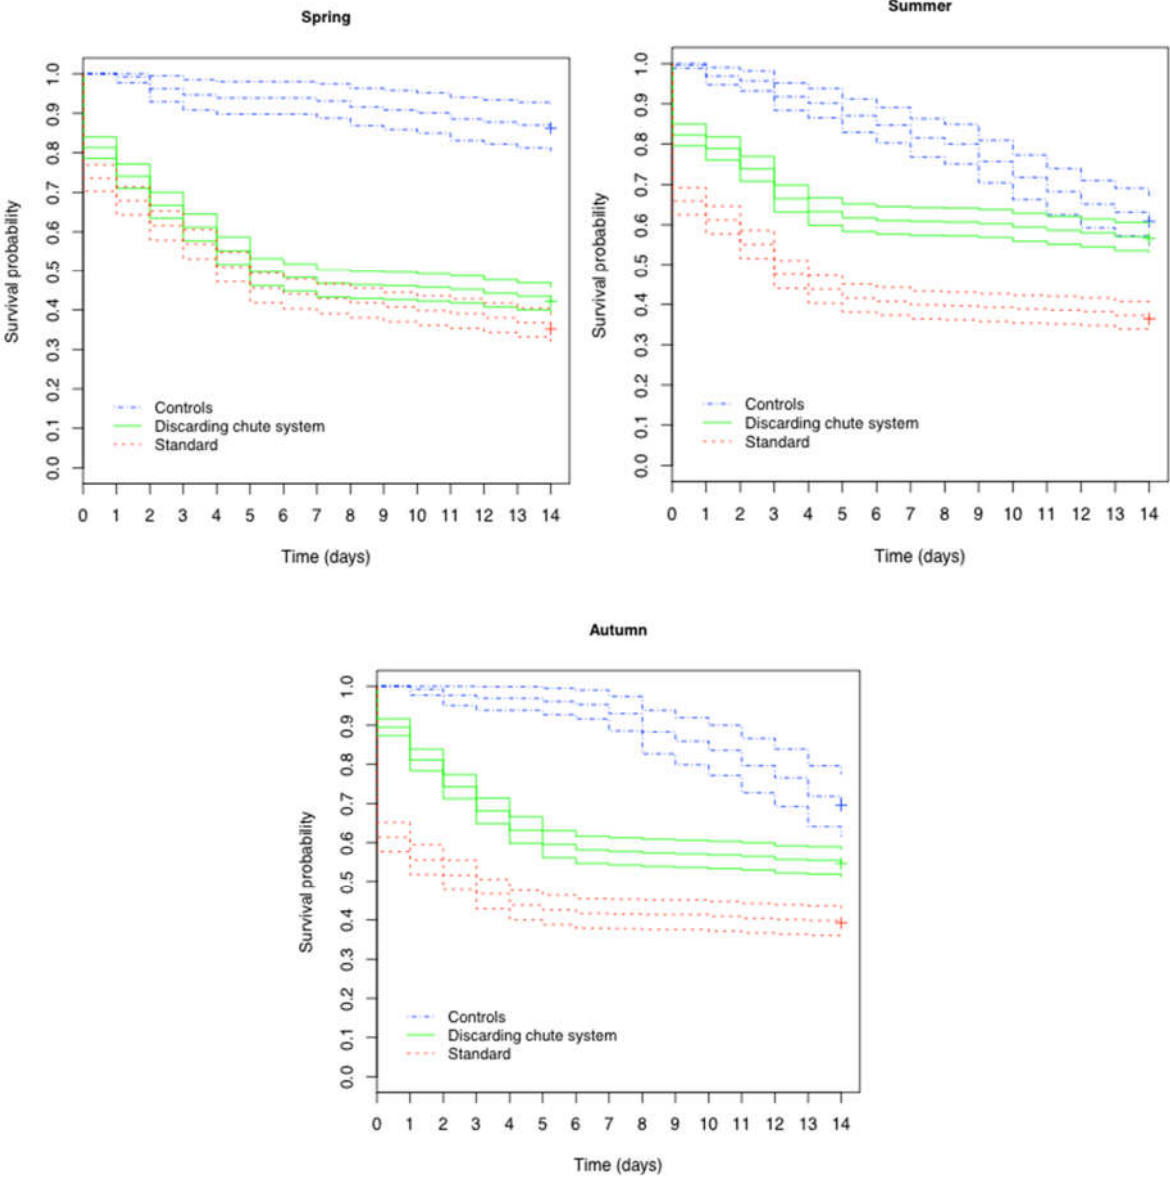 Spring
Survival probability
1.0
0.9
0.8
0.7
0.6
0.5
0.4
0.3
0.2
0.1
0.0
Controls
Discarding chute system
Standard
0 1 2 3 4 5 6 7 8 9 10 11 12 13 14
Time (days)
Summer
Survival probability
1.0
0.9
0.8
0.7
0.6
0.5
0.4
0.3
0.2
0.1
0.0
Controls
Discarding chute system
Standard
0 1 2 3 4 5 6 7 8 9 10 11 12 13 14
Time (days)
Autumn
Survival probability
1.0
0.9
0.8
0.7
0.6
0.5
0.4
0.3
0.2
0.1
0.0
Controls
Discarding chute system
Standard
0 1 2 3 4 5 6 7 8 9 10 11 12 13 14
Time (days)